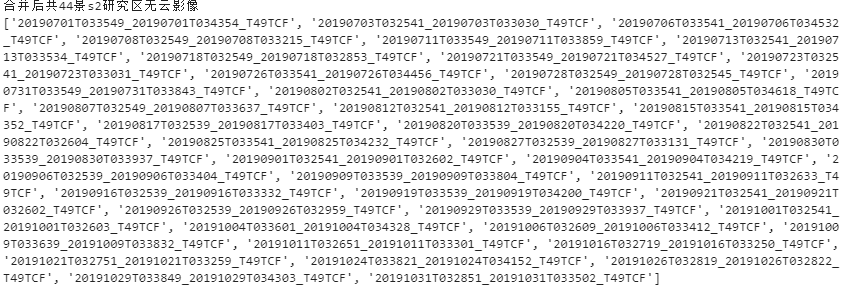 合并后共44景s2研究区无云影像
['20190701T033549_20190701T034354_T49TCF', '20190703T032541_20190703T033030_T49TCF', '20190706T033541_20190706T034532
_T49TCF', '20190708T032549_20190708T033215_T49TCF', '20190711T033549_20190711T033859_T49TCF', '20190713T032541_201907
13T033534_T49TCF', '20190718T032549_20190718T032853_T49TCF', '20190721T033549_20190721T034527_T49TCF', '20190723T0325
41_20190723T033031_T49TCF', '20190726T033541_20190726T034456_T49TCF', '20190728T032549_20190728T032545_T49TCF', '2019
0731T033549_20190731T033843_T49TCF', '20190802T032541_20190802T033030_T49TCF', '20190805T033541_20190805T034618_T49TC
F', '20190807T032549_20190807T033637_T49TCF', '20190812T032541_20190812T033155_T49TCF', '20190815T033541_20190815T034
352_T49TCF', '20190817T032539_20190817T033403_T49TCF', '20190820T033539_20190820T034220_T49TCF', '20190822T032541_201
90822T032604_T49TCF', '20190825T033541_20190825T034232_T49TCF', '20190827T032539_20190827T033131_T49TCF', '20190830T0
33539_20190830T033937_T49TCF', '20190901T032541_20190901T032602_T49TCF', '20190904T033541_20190904T034219_T49TCF', '2
0190906T032539_20190906T033404_T49TCF', '20190909T033539_20190909T033804_T49TCF', '20190911T032541_20190911T032633_T4
9TCF', '20190916T032539_20190916T033332_T49TCF', '20190919T033539_20190919T034200_T49TCF', '20190921T032541_20190921T
032602_T49TCF', '20190926T032539_20190926T032959_T49TCF', '20190929T033539_20190929T033937_T49TCF', '20191001T032541_
20191001T032603_T49TCF', '20191004T033601_20191004T034328_T49TCF', '20191006T032609_20191006T033412_T49TCF', '2019100
9T033639_20191009T033832_T49TCF', '20191011T032651_20191011T033301_T49TCF', '20191016T032719_20191016T033250_T49TCF',
'20191021T032751_20191021T033259_T49TCF', '20191024T033821_20191024T034152_T49TCF', '20191026T032819_20191026T032822_
T49TCF', '20191029T033849_20191029T034303_T49TCF', '20191031T032851_20191031T033502_T49TCF']